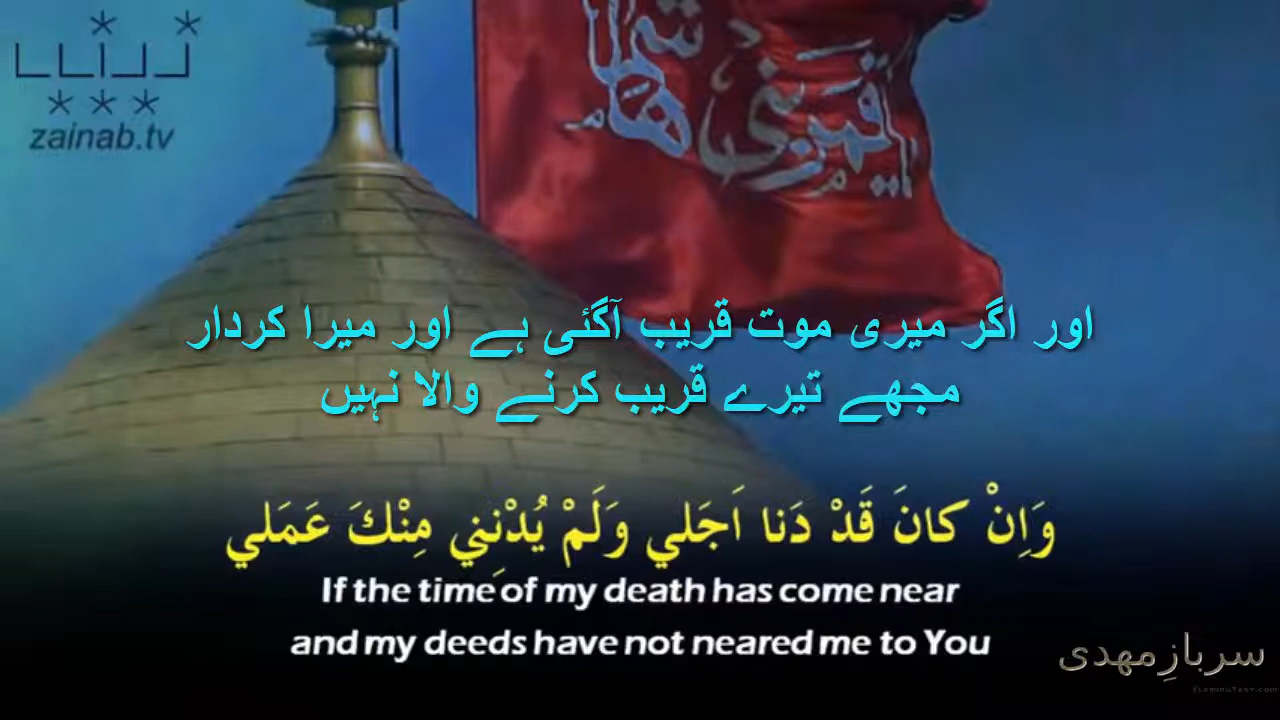 zainab.tv
اور اگر میری موت قریب آگئی ہے اور میرا کردار
مجھے تیرے قریب کرنے والا نہیں
وَاِنْ كانَ قَدْ دَنا اَجَلي وَلَمْ يُدْنِنِي مِنْكَ عَمَلي
If the time of my death has come near
and my deeds have not neared me to You
سربازِمهدی